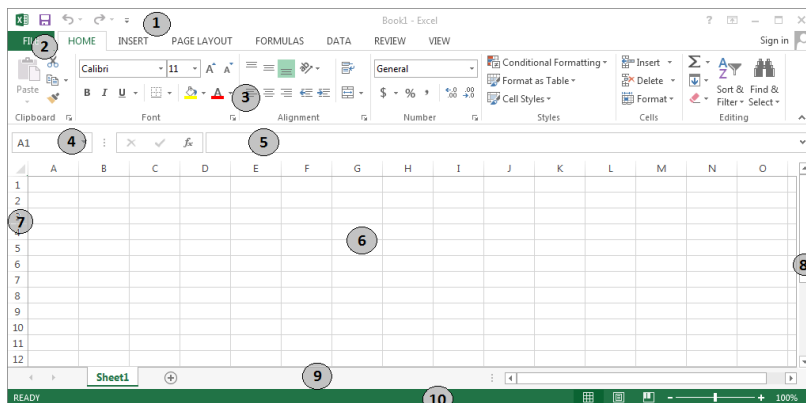 1
Book1 - Excel
?
2
HOME INSERT PAGE LAYOUT FORMULAS DATA REVIEW VIEW Sign in
Calibri 11 A A General Conditional Formatting Insert Σ
Paste Format as Table Delete Sort & Find &
B I U A 3 $ % , .00 Cell Styles Format Filter Select
Clipboard Font Alignment Number Styles Cells Editing
A1 4 fx 5
A B C D E F G H I J K L M N O
1
2
7
5 6
6 8
7
8
9
10
11
12
Sheet1 9
READY 10 100%